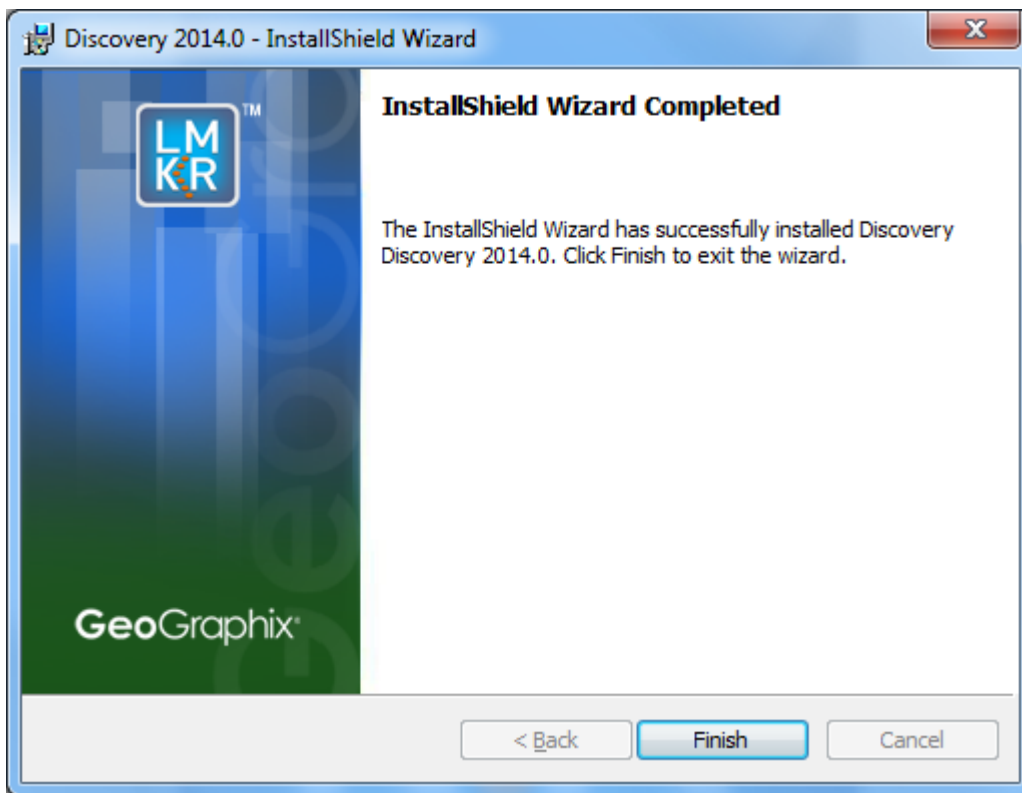 Discovery 2014.0 - InstallShield Wizard
LM
KR
TM
InstallShield Wizard Completed
The InstallShield Wizard has successfully installed Discovery
Discovery 2014.0. Click Finish to exit the wizard.
GeoGraphix®
< Back
Finish
Cancel